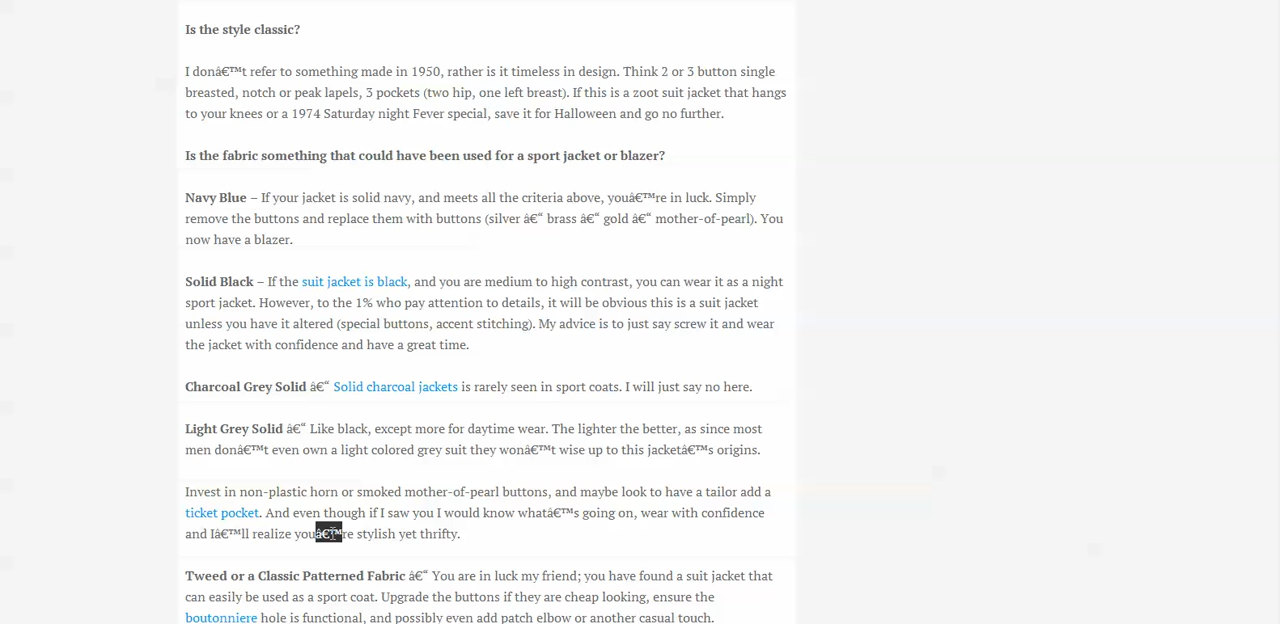 Is the style classic?
I donâ€™t refer to something made in 1950, rather is it timeless in design. Think 2 or 3 button single
breasted, notch or peak lapels, 3 pockets (two hip, one left breast). If this is a zoot suit jacket that hangs
to your knees or a 1974 Saturday night Fever special, save it for Halloween and go no further.
Is the fabric something that could have been used for a sport jacket or blazer?
Navy Blue – If your jacket is solid navy, and meets all the criteria above, youâ€™re in luck. Simply
remove the buttons and replace them with buttons (silver â€“ brass â€“ gold â€“ mother-of-pearl). You
now have a blazer.
Solid Black – If the suit jacket is black, and you are medium to high contrast, you can wear it as a night
sport jacket. However, to the 1% who pay attention to details, it will be obvious this is a suit jacket
unless you have it altered (special buttons, accent stitching). My advice is to just say screw it and wear
the jacket with confidence and have a great time.
Charcoal Grey Solid â€“ Solid charcoal jackets is rarely seen in sport coats. I will just say no here.
Light Grey Solid â€“ Like black, except more for daytime wear. The lighter the better, as since most
men donâ€™t even own a light colored grey suit they wonâ€™t wise up to this jacketâ€™s origins.
Invest in non-plastic horn or smoked mother-of-pearl buttons, and maybe look to have a tailor add a
ticket pocket. And even though if I saw you I would know whatâ€™s going on, wear with confidence
and Iâ€™ll realize youâ€™re stylish yet thrifty.
Tweed or a Classic Patterned Fabric â€“ You are in luck my friend; you have found a suit jacket that
can easily be used as a sport coat. Upgrade the buttons if they are cheap looking, ensure the
boutonniere hole is functional, and possibly even add patch elbow or another casual touch.